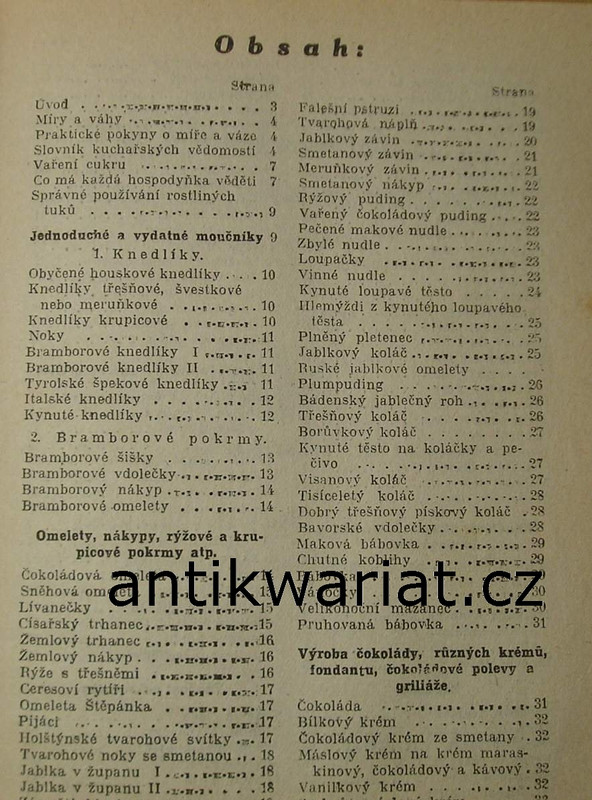 Obsah:
Strana
Úvod 3
Míry a váhy 4
Praktické pokyny o míře a váze 4
Slovník kuchařských vědomostí 4
Vaření cukru 7
Co má každá hospodyňka věděti 7
Správné používání rostliných
tuků 9
Jednoduché a vydatné moučníky 9
1. Knedlíky.
Obyčené houskové knedlíky 10
Knedlíky třešňové, švestkové
nebo meruňkové 10
Knedlíky krupicové 10
Noky 11
Bramborové knedlíky I 11
Bramborové knedlíky II 11
Tyrolské špekové knedlíky 11
Italské knedlíky 12
Kynuté knedlíky 12
2. Bramborové pokrmy.
Bramborové šišky 13
Bramborové vdolečky 13
Bramborový nákyp 14
Bramborové omelety 14
Omelety, nákypy, rýžové a kru-
picové pokrmy atp.
Čokoládová
Sněhová
Lívanečky 15
Císařský trhanec 15
Žemlový trhanec 16
Žemlový nákyp 16
Rýže s třešněmi 16
Ceresoví rytíři 17
Omeleta Štěpánka 17
Pijáci 17
Holštýnské tvarohové svítky 17
Tvarohové noky se smetanou 18
Jablka v županu I 18
Jablka v županu II 18
Strana
Falešní pstruzi 19
Tvarohová náplň 19
Jablkový závin 20
Smetanový závin 21
Meruňkový závin 21
Smetanový nákyp 22
Rýžový puding 22
Vařený čokoládový puding 22
Pečené makové nudle 23
Zbylé nudle 23
Loupačky 23
Vinné nudle 23
Kynuté loupavé těsto 24
Hlemýždi z kynutého loupavého
těsta 25
Plněný pletenec 25
Jablkový koláč 25
Ruské jablkové omelety
Plumpuding 26
Bádenský jablečný roh 26
Třešňový koláč 26
Borůvkový koláč 27
Kynuté těsto na koláčky a pe-
čivo 27
Visanový koláč 27
Tisíceletý koláč 28
Dobrý třešňový pískový koláč 28
Bavorské vdolečky 28
Maková bábovka 29
Chutné koblihy 29
30
Velikonoční mazanec 30
Pruhovaná bábovka 31
Výroba čokolády, různých krémů,
fondantu, čokoládové polevy a
griliáže.
Čokoláda 31
Bílkový krém 32
Čokoládový krém ze smetany 32
Máslový krém na krém maras-
kinový, čokoládový a kávový 32
Vanilkový krém 32
antikwariat.cz